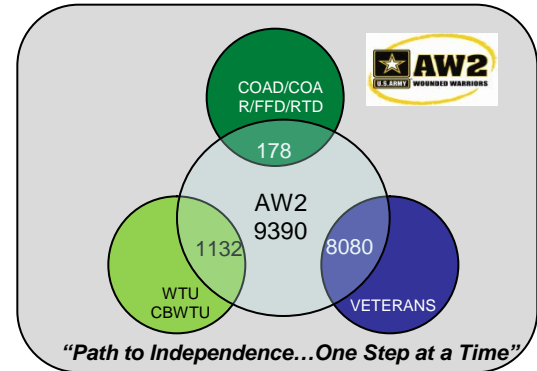 COAD/COA
R/FFD/RTD
AW2
U.S.ARMY WOUNDED WARRIORS
178
AW2
9390
1132
8080
WTU
CBWTU
VETERANS
“Path to Independence…One Step at a Time”